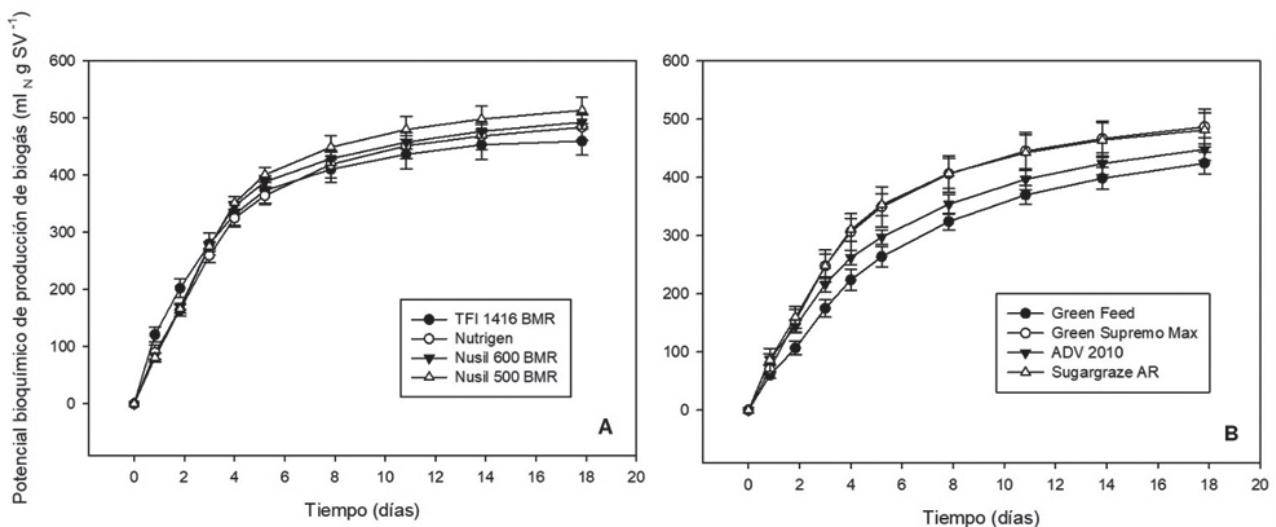 Potencial bioquímico de producción de biogás (ml N g SV⁻¹)
600
500
400
300
200
100
0
TFI 1416 BMR
Nutrigen
Nusil 600 BMR
Nusil 500 BMR
A
0 2 4 6 8 10 12 14 16 18 20
Tiempo (días)
600
500
400
300
200
100
0
Green Feed
Green Supremo Max
ADV 2010
Sugargraze AR
B
0 2 4 6 8 10 12 14 16 18 20
Tiempo (días)